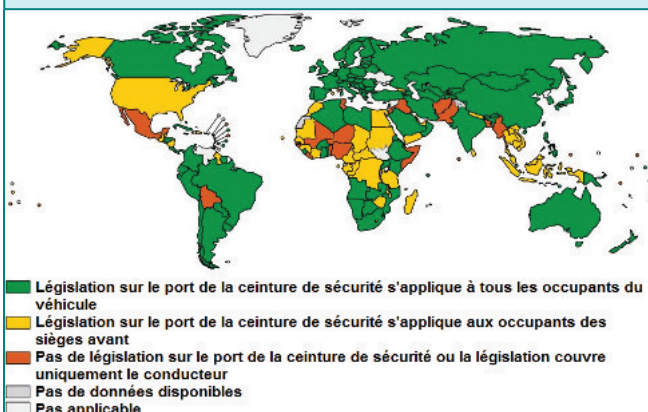 Législation sur le port de la ceinture de sécurité s'applique à tous les occupants du
véhicule
Législation sur le port de la ceinture de sécurité s'applique aux occupants des
sièges avant
Pas de législation sur le port de la ceinture de sécurité ou la législation couvre
uniquement le conducteur
Pas de données disponibles
Pas applicable